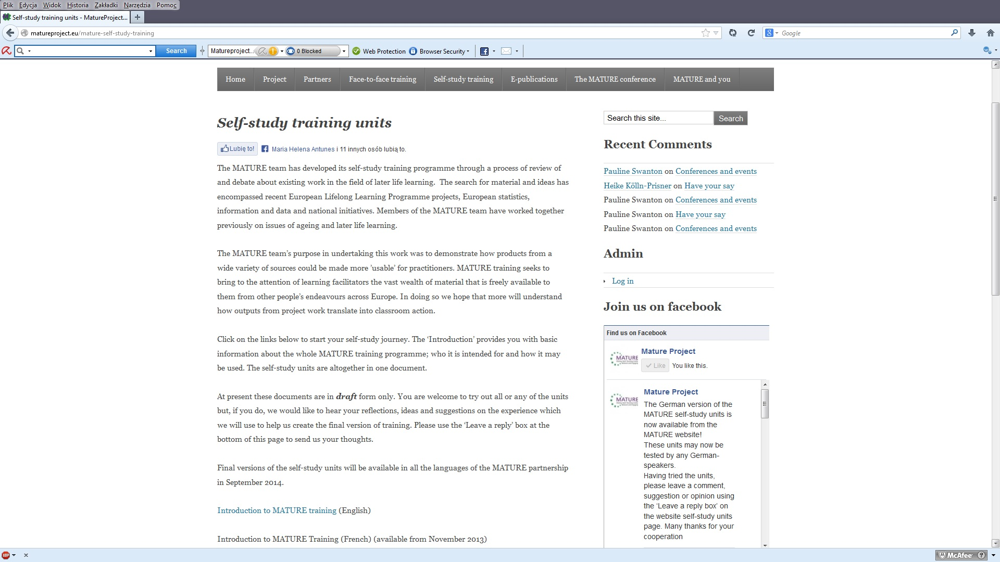 Plik Edycja Widok Historia Zakładki Narzędzia Pomoc
Self-study training units - MatureProject...
matureproject.eu/mature-self-study-training
Google
Search
Matureproject...
0 Blocked
Web Protection
Browser Security
Home Project Partners Face-to-face training Self-study training E-publications The MATURE conference MATURE and you
Self-study training units
Lubię to! Maria Helena Antunes i 11 innych osób lubią to.
The MATURE team has developed its self-study training programme through a process of review of
and debate about existing work in the field of later life learning. The search for material and ideas has
encompassed recent European Lifelong Learning Programme projects, European statistics,
information and data and national initiatives. Members of the MATURE team have worked together
previously on issues of ageing and later life learning.
The MATURE team’s purpose in undertaking this work was to demonstrate how products from a
wide variety of sources could be made more ’usable’ for practitioners. MATURE training seeks to
bring to the attention of learning facilitators the vast wealth of material that is freely available to
them from other people’s endeavours across Europe. In doing so we hope that more will understand
how outputs from project work translate into classroom action.
Click on the links below to start your self-study journey. The ‘Introduction’ provides you with basic
information about the whole MATURE training programme; who it is intended for and how it may
be used. The self-study units are altogether in one document.
At present these documents are in draft form only. You are welcome to try out all or any of the units
but, if you do, we would like to hear your reflections, ideas and suggestions on the experience which
we will use to help us create the final version of training. Please use the ‘Leave a reply’ box at the
bottom of this page to send us your thoughts.
Final versions of the self-study units will be available in all the languages of the MATURE partnership
in September 2014.
Introduction to MATURE training (English)
Introduction to MATURE Training (French) (available from November 2013)
Search this site...
Search
Recent Comments
Pauline Swanton on Conferences and events
Heike Kölln-Prisner on Have your say
Pauline Swanton on Conferences and events
Pauline Swanton on Have your say
Pauline Swanton on Conferences and events
Admin
Log in
Join us on facebook
Find us on Facebook
MATURE
Mature Project
Like You like this.
MATURE
Mature Project
The German version of the
MATURE self-study units is
now available from the
MATURE website!
These units may now be
tested by any German-
speakers.
Having tried the units,
please leave a comment,
suggestion or opinion using
the ‘Leave a reply box’ on
the website self-study units
page. Many thanks for your
cooperation
ABP
McAfee